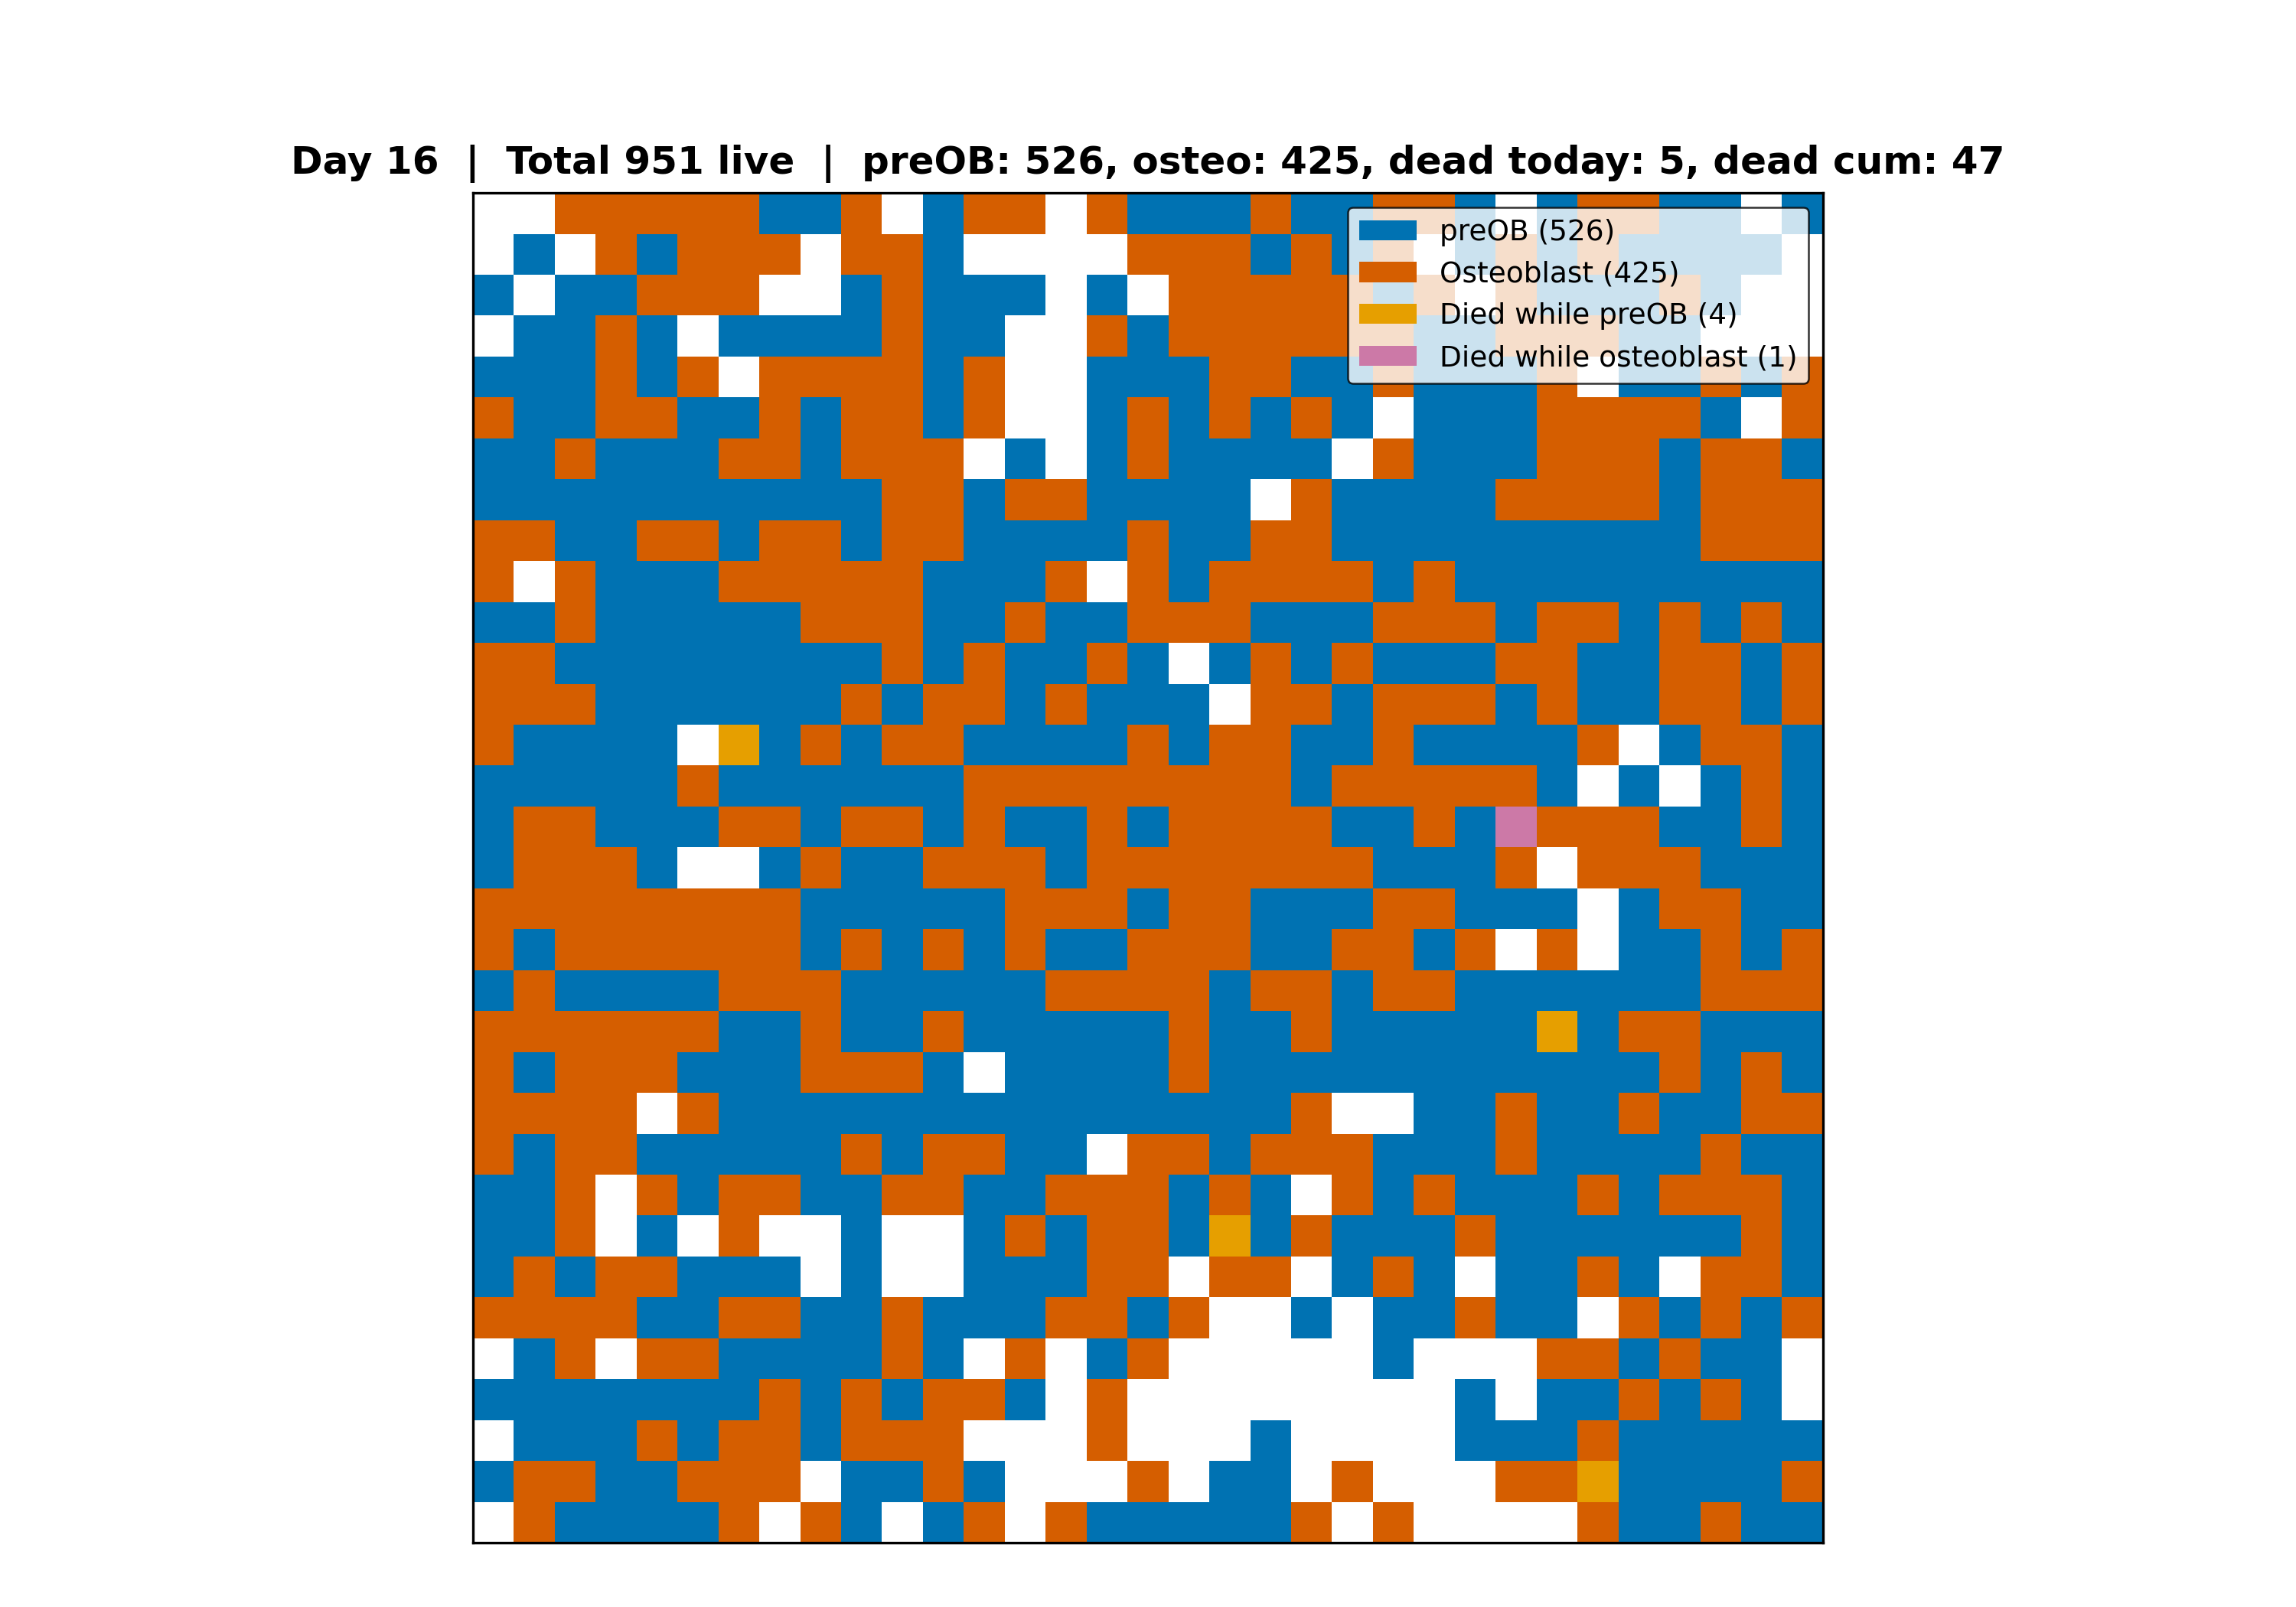 Day 16 | Total 951 live | preOB: 526, osteo: 425, dead today: 5, dead cum: 47
preOB (526)
Osteoblast (425)
Died while preOB (4)
Died while osteoblast (1)